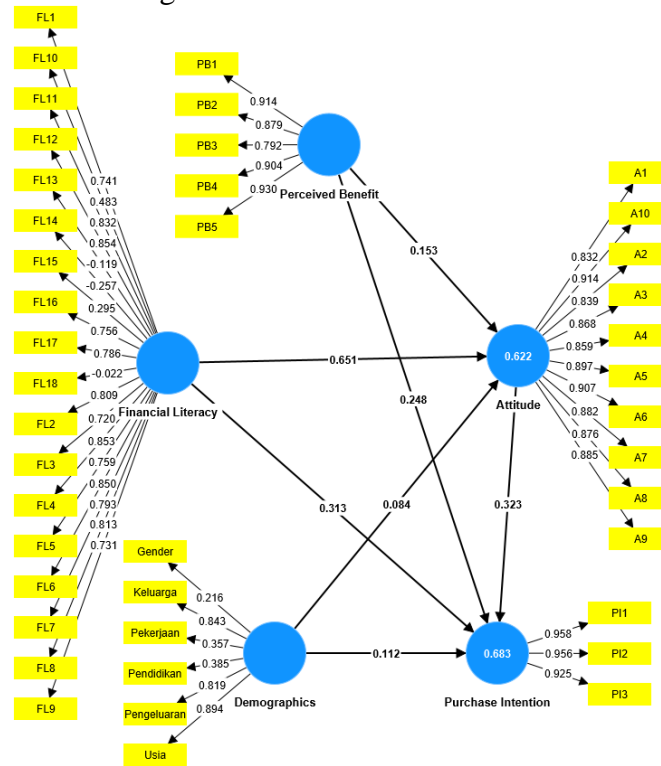 FL1
FL10
FL11
FL12
FL13
FL14
FL15
FL16
FL17
FL18
FL2
FL3
FL4
FL5
FL6
FL7
FL8
FL9
0.741
0.483
0.832
0.854
-0.119
-0.257
0.295
0.756
0.786
-0.022
0.809
0.720
0.853
0.759
0.850
0.793
0.813
0.731
Financial Literacy
PB1
PB2
PB3
PB4
PB5
0.914
0.879
0.792
0.904
0.930
Perceived Benefit
0.153
0.651
0.248
0.313
0.084
0.323
0.112
Gender
Keluarga
Pekerjaan
Pendidikan
Pengeluaran
Usia
0.216
0.843
0.357
0.385
0.819
0.894
Demographics
0.622
Attitude
0.832
0.914
0.839
0.868
0.859
0.897
0.907
0.882
0.876
0.885
A1
A10
A2
A3
A4
A5
A6
A7
A8
A9
0.683
Purchase Intention
0.958
0.956
0.925
PI1
PI2
PI3